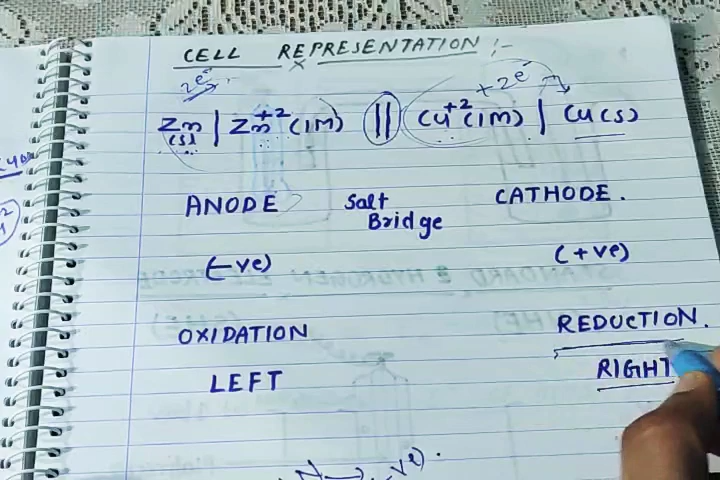 CELL REPRESENTATION :-
2e⁻
+2e⁻
Zn(s) | Zn⁺²(1M) || Cu⁺²(1M) | Cu(s)
ANODE Salt Bridge CATHODE.
(-ve) (+ve)
OXIDATION REDUCTION.
LEFT RIGHT